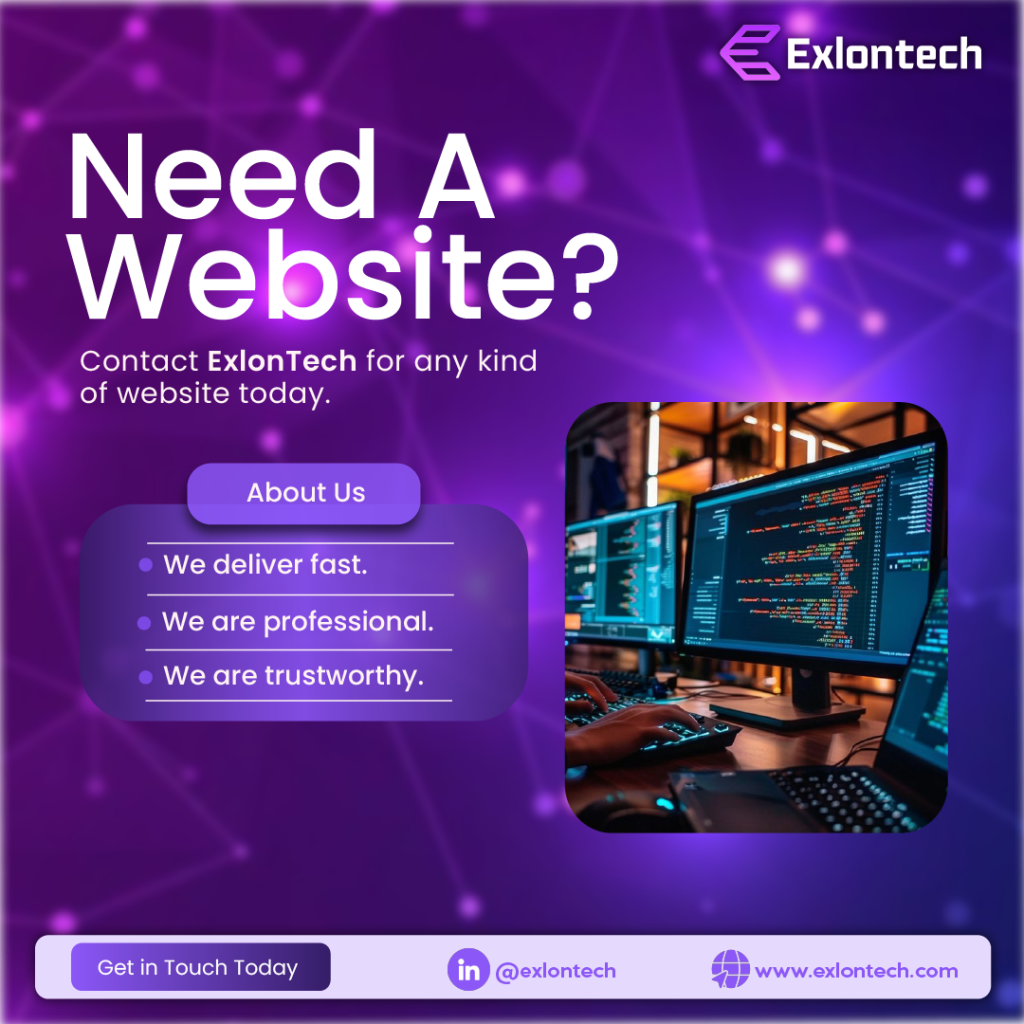 Exlontech
Need A
Website?
Contact ExlonTech for any kind
of website today.
About Us
We deliver fast.
We are professional.
We are trustworthy.
Get in Touch Today
in @exlontech
www.exlontech.com